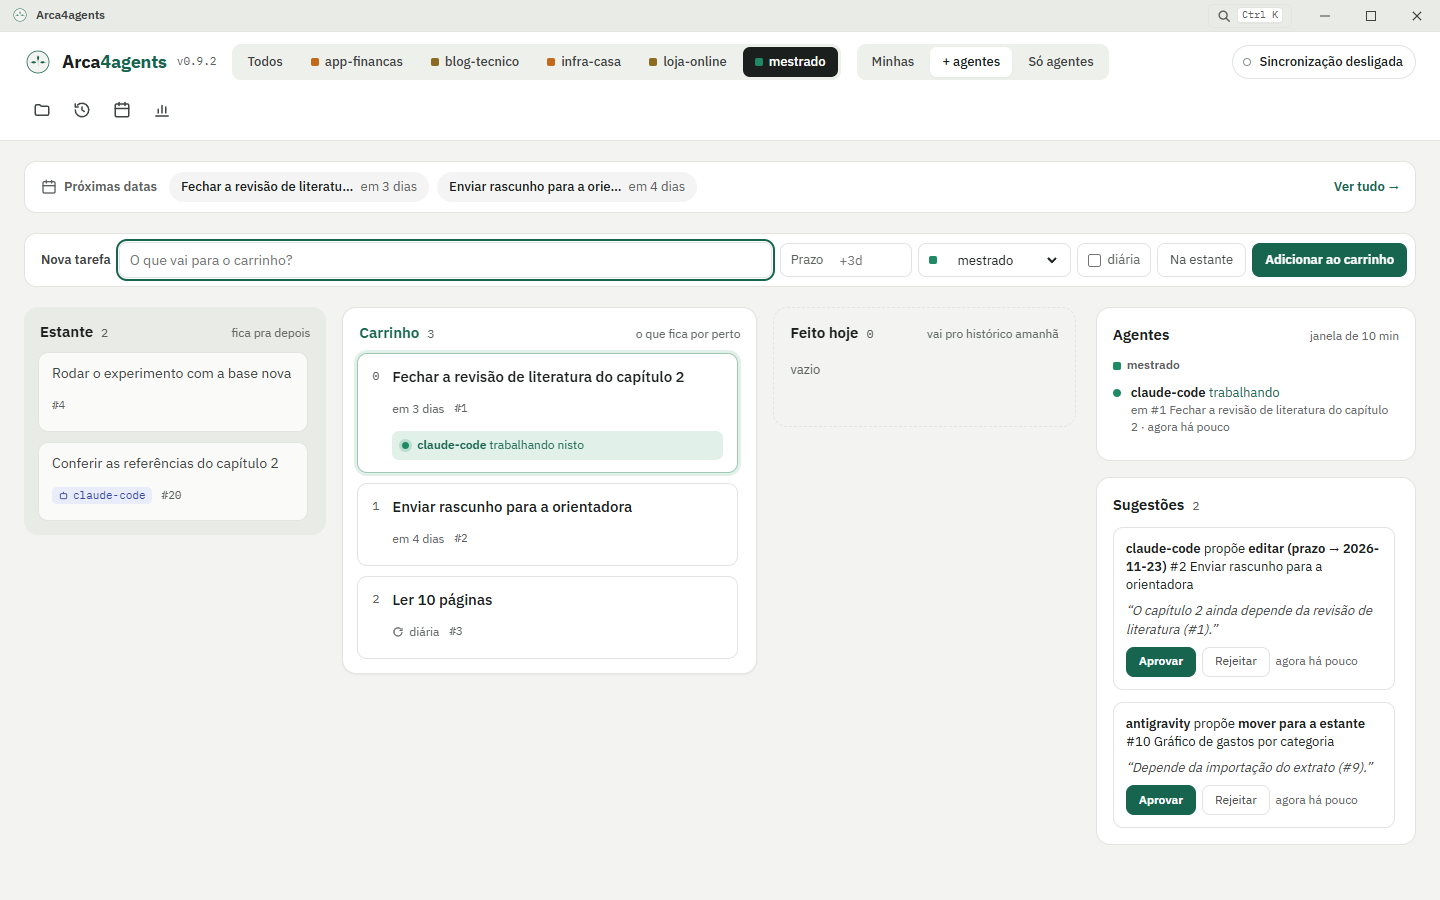 Arca4agents
Ctrl K
Arca4agents v0.9.2
Todos
app-financas
blog-tecnico
infra-casa
loja-online
mestrado
Minhas
+ agentes
Só agentes
Sincronização desligada
Próximas datas
Fechar a revisão de literatu... em 3 dias
Enviar rascunho para a orie... em 4 dias
Ver tudo →
Nova tarefa
O que vai para o carrinho?
Prazo +3d
mestrado
diária
Na estante
Adicionar ao carrinho
Estante 2
fica pra depois
Rodar o experimento com a base nova
#4
Conferir as referências do capítulo 2
claude-code #20
Carrinho 3
o que fica por perto
0 Fechar a revisão de literatura do capítulo 2
em 3 dias #1
claude-code trabalhando nisto
1 Enviar rascunho para a orientadora
em 4 dias #2
2 Ler 10 páginas
diária #3
Feito hoje 0
vai pro histórico amanhã
vazio
Agentes
janela de 10 min
mestrado
claude-code trabalhando
em #1 Fechar a revisão de literatura do capítulo
2 · agora há pouco
Sugestões 2
claude-code propõe editar (prazo → 2026-
11-23) #2 Enviar rascunho para a
orientadora
“O capítulo 2 ainda depende da revisão de
literatura (#1).”
Aprovar
Rejeitar
agora há pouco
antigravity propõe mover para a estante
#10 Gráfico de gastos por categoria
“Depende da importação do extrato (#9).”
Aprovar
Rejeitar
agora há pouco